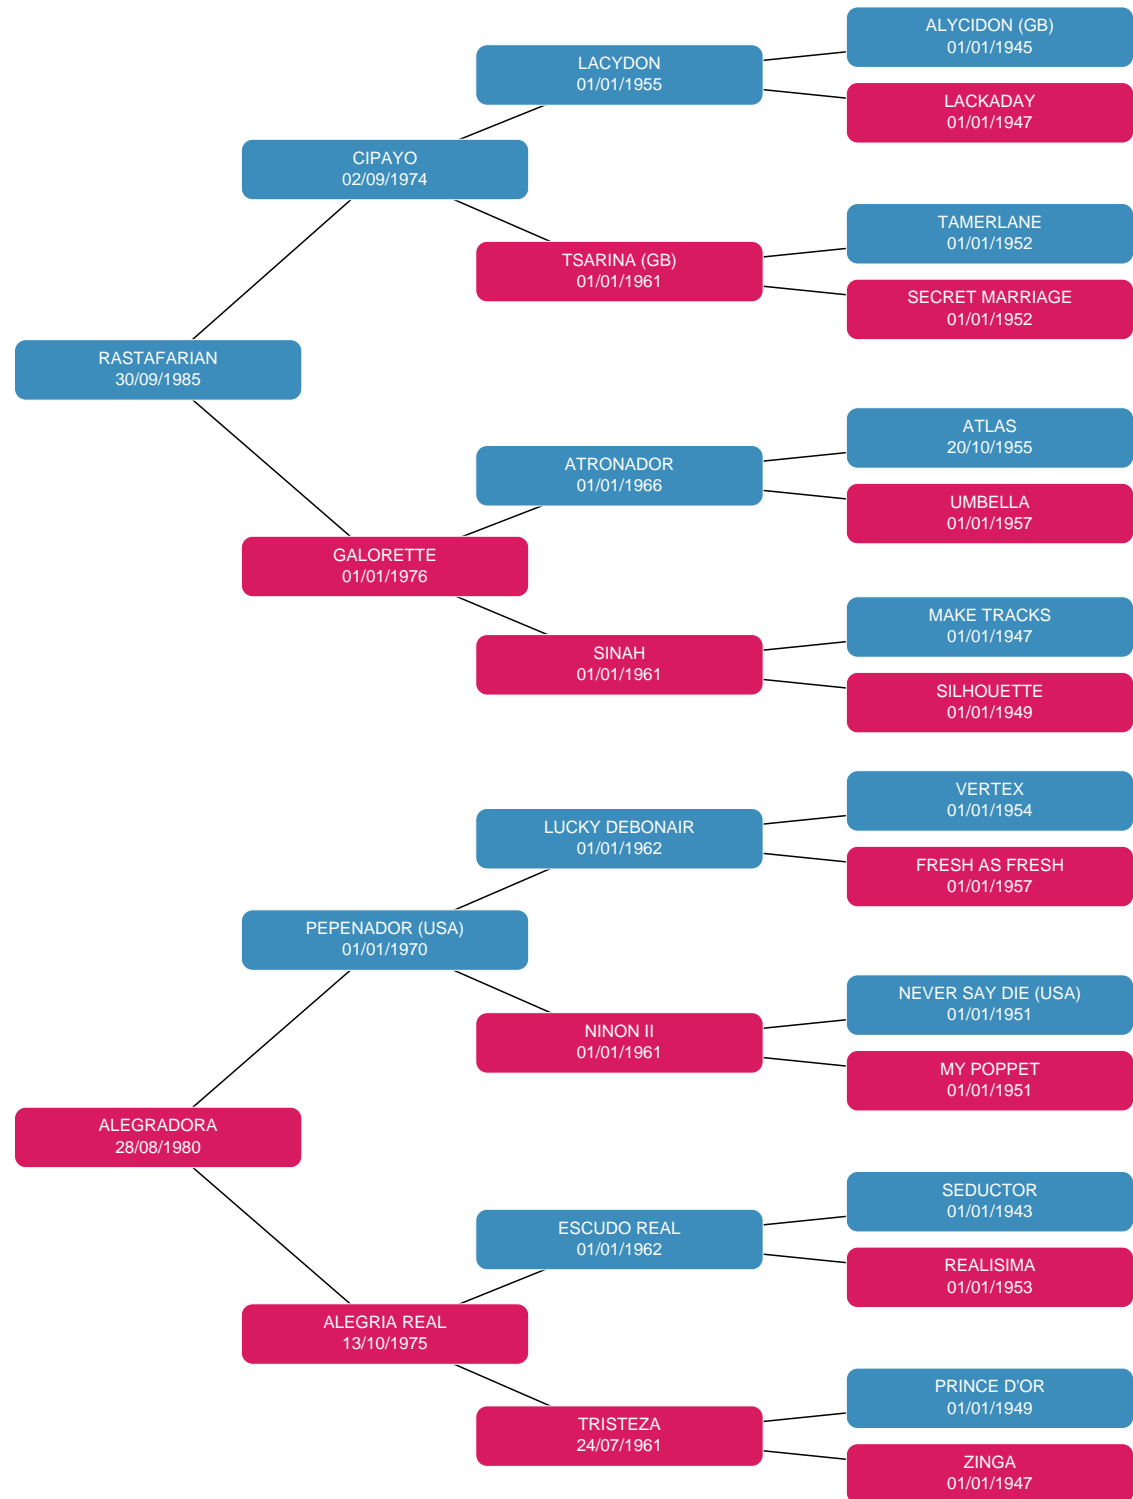 ALYCIDON (GB)
01/01/1945
LACYDON
01/01/1955
LACKADAY
01/01/1947
CIPAYO
02/09/1974
TAMERLANE
01/01/1952
TSARINA (GB)
01/01/1961
SECRET MARRIAGE
01/01/1952
RASTAFARIAN
30/09/1985
ATLAS
20/10/1955
ATRONADOR
01/01/1966
UMBELLA
01/01/1957
GALORETTE
01/01/1976
MAKE TRACKS
01/01/1947
SINAH
01/01/1961
SILHOUETTE
01/01/1949
VERTEX
01/01/1954
LUCKY DEBONAIR
01/01/1962
FRESH AS FRESH
01/01/1957
PEPENADOR (USA)
01/01/1970
NEVER SAY DIE (USA)
01/01/1951
NINON II
01/01/1961
MY POPPET
01/01/1951
ALEGRADORA
28/08/1980
SEDUCTOR
01/01/1943
ESCUDO REAL
01/01/1962
REALISIMA
01/01/1953
ALEGRIA REAL
13/10/1975
PRINCE D'OR
01/01/1949
TRISTEZA
24/07/1961
ZINGA
01/01/1947